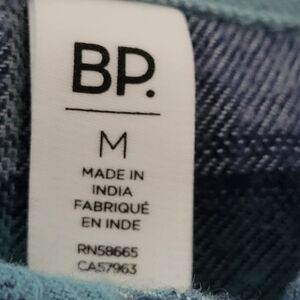 BP.
M
MADE IN
INDIA
FABRIQUÉ
EN INDE
RN58665
CA57963